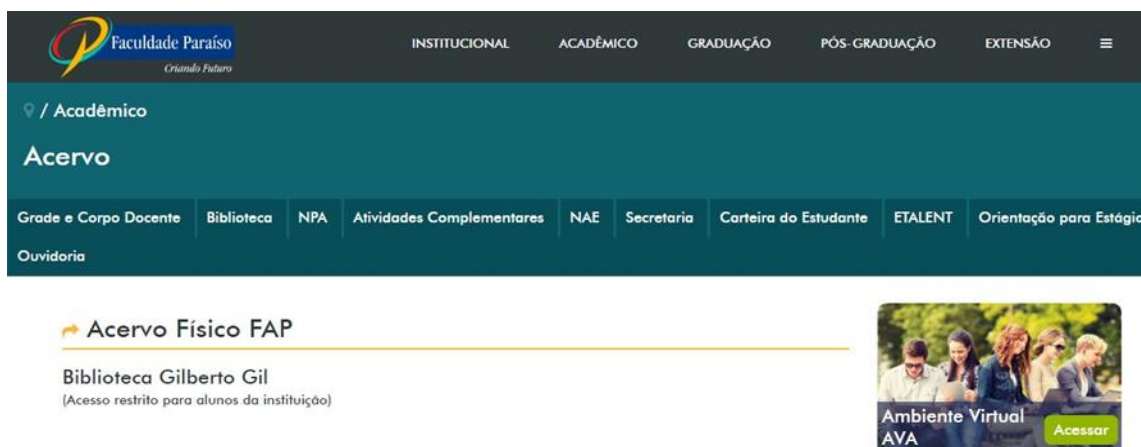 Faculdade Paraíso
Criando Futuro
INSTITUCIONAL ACADÊMICO GRADUAÇÃO PÓS-GRADUAÇÃO EXTENSÃO
/ Acadêmico
Acervo
Grade e Corpo Docente Biblioteca NPA Atividades Complementares NAE Secretaria Carteira do Estudante ETALENT Orientação para Estágio
Ouvidoria
Acervo Físico FAP
Biblioteca Gilberto Gil
(Acesso restrito para alunos da instituição)
Ambiente Virtual
AVA
Acessar